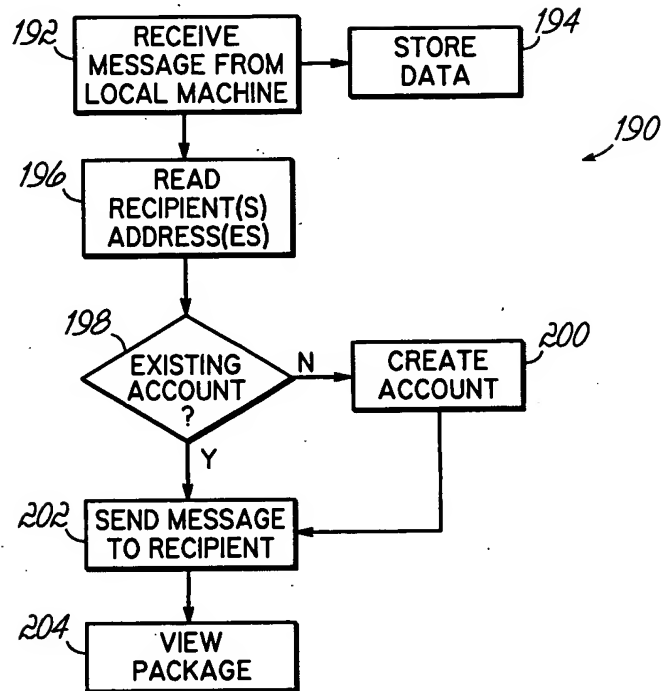 192
RECEIVE
MESSAGE FROM
LOCAL MACHINE
194
STORE
DATA
190
196
READ
RECIPIENT(S)
ADDRESS(ES)
198
EXISTING
ACCOUNT
?
N
Y
200
CREATE
ACCOUNT
202
SEND MESSAGE
TO RECIPIENT
204
VIEW
PACKAGE